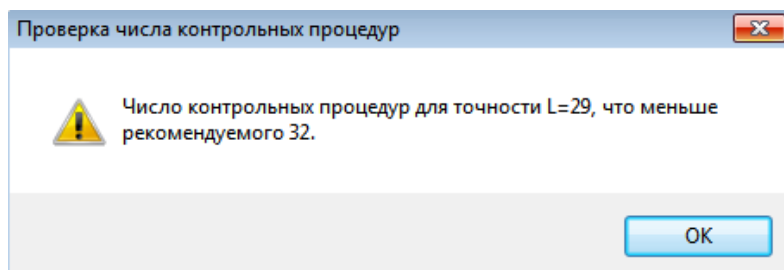 Проверка числа контрольных процедур
Число контрольных процедур для точности L=29, что меньше
рекомендуемого 32.
OK